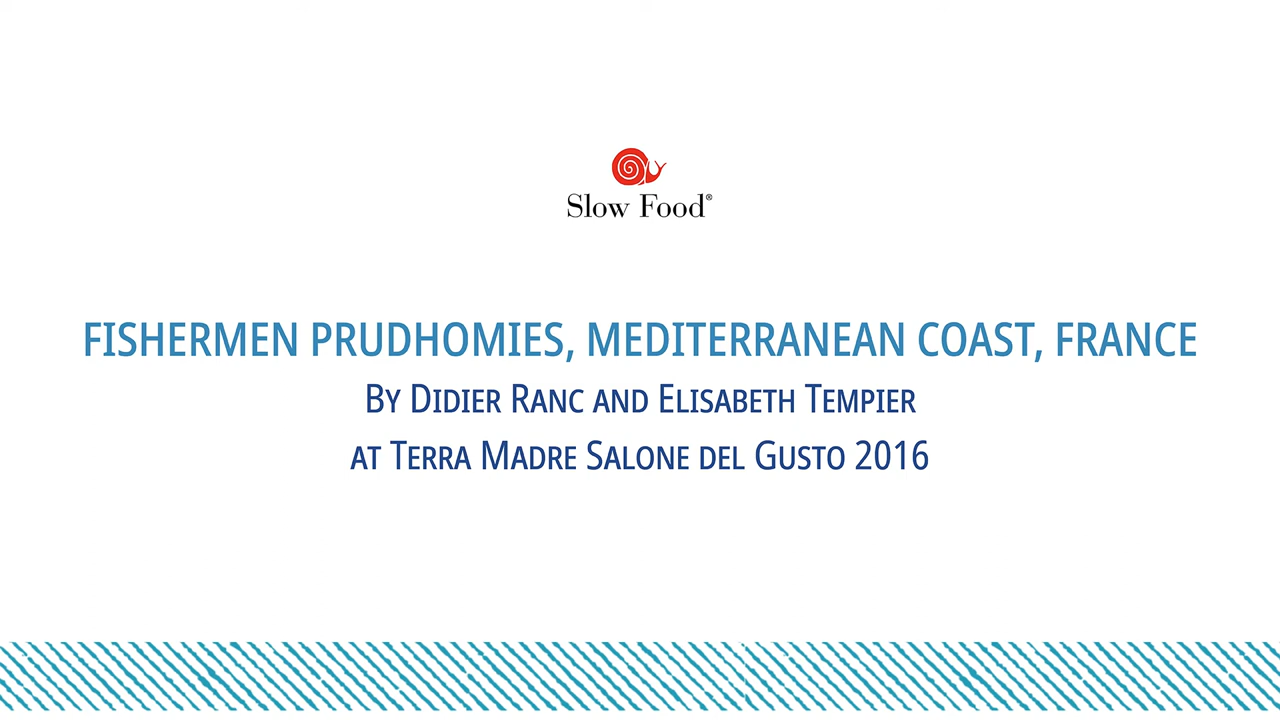 Slow Food®
FISHERMEN PRUDHOMIES, MEDITERRANEAN COAST, FRANCE
By Didier Ranc and Elisabeth Tempier
at Terra Madre Salone del Gusto 2016